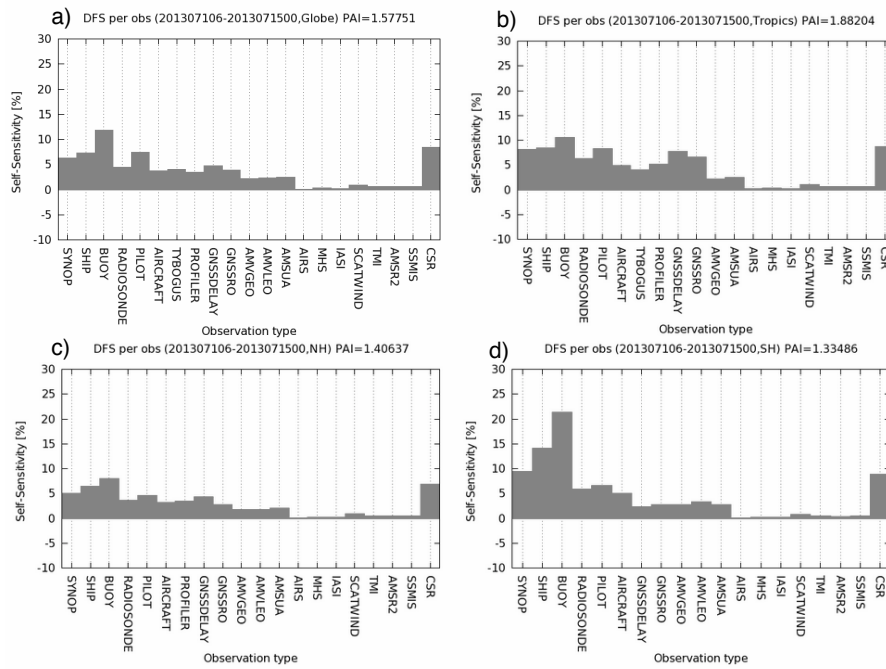 a)
DFS per obs (201307106-2013071500,Globe) PAI=1.57751
Self-Sensitivity [%]
30
25
20
15
10
5
0
-5
-10
SYNOP
SHIP
BUOY
RADIOSONDE
PILOT
AIRCRAFT
TYBOGUS
PROFILER
GNSSDELAY
GNSSRO
AMVGEO
AMVLEO
AMSUA
AIRS
MHS
IASI
SCATWIND
TMI
AMSR2
SSMIS
CSR
Observation type
b)
DFS per obs (201307106-2013071500,Tropics) PAI=1.88204
Self-Sensitivity [%]
30
25
20
15
10
5
0
-5
-10
SYNOP
SHIP
BUOY
RADIOSONDE
PILOT
AIRCRAFT
TYBOGUS
PROFILER
GNSSDELAY
GNSSRO
AMVGEO
AMSUA
AIRS
MHS
IASI
SCATWIND
TMI
AMSR2
SSMIS
CSR
Observation type
c)
DFS per obs (201307106-2013071500,NH) PAI=1.40637
Self-Sensitivity [%]
30
25
20
15
10
5
0
-5
-10
SYNOP
SHIP
BUOY
RADIOSONDE
PILOT
AIRCRAFT
PROFILER
GNSSDELAY
GNSSRO
AMVGEO
AMVLEO
AMSUA
AIRS
MHS
IASI
SCATWIND
TMI
AMSR2
SSMIS
CSR
Observation type
d)
DFS per obs (201307106-2013071500,SH) PAI=1.33486
Self-Sensitivity [%]
30
25
20
15
10
5
0
-5
-10
SYNOP
SHIP
BUOY
RADIOSONDE
PILOT
AIRCRAFT
GNSSDELAY
GNSSRO
AMVGEO
AMVLEO
AMSUA
AIRS
MHS
IASI
SCATWIND
TMI
AMSR2
SSMIS
CSR
Observation type